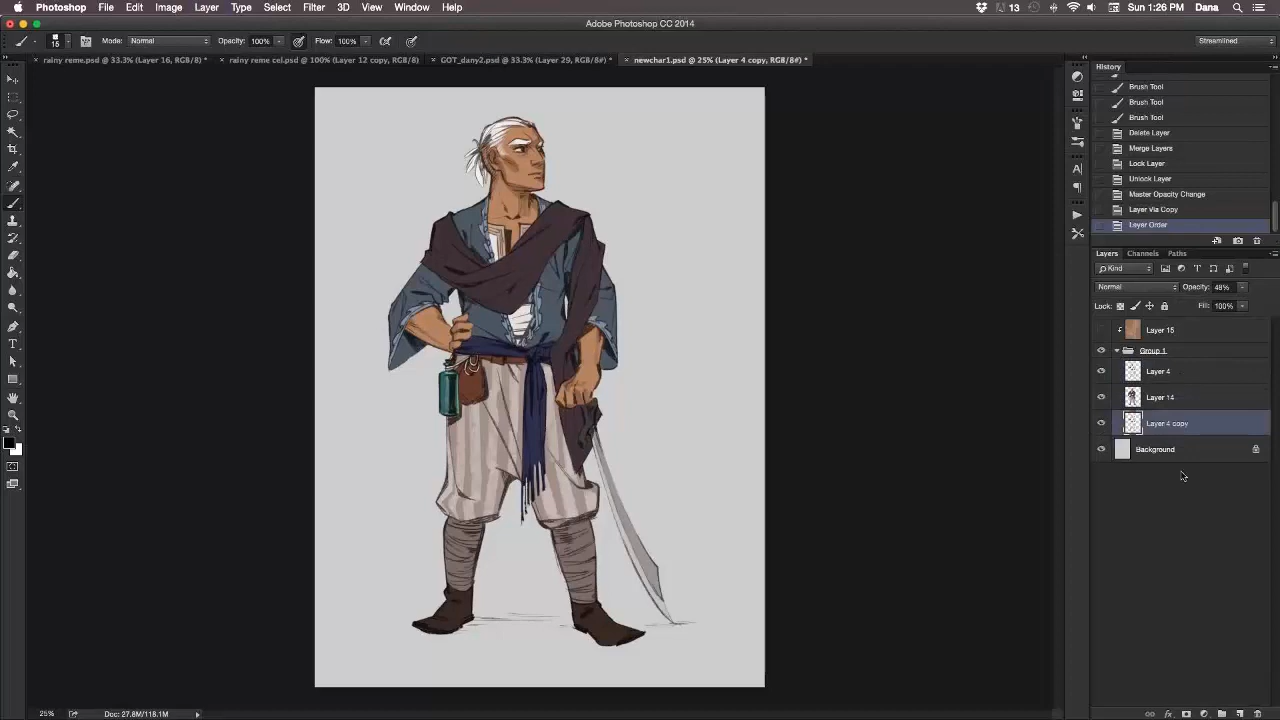 Photoshop File Edit Image Layer Type Select Filter 3D View Window Help 13 Sun 1:26 PM Dana
Adobe Photoshop CC 2014
15 Mode: Normal Opacity: 100% Flow: 100% Streamlined
× rainy reme.psd @ 33.3% (Layer 16, RGB/8) * × rainy reme cel.psd @ 100% (Layer 12 copy, RGB/8) × GOT_dany2.psd @ 33.3% (Layer 29, RGB/8) * × newchar1.psd @ 25% (Layer 4 copy, RGB/8#) *
History
Brush Tool
Brush Tool
Brush Tool
Delete Layer
Merge Layers
Lock Layer
Unlock Layer
Master Opacity Change
Layer Via Copy
Layer Order
Layers Channels Paths
Kind
Normal Opacity: 48%
Lock: Fill: 100%
Layer 15
Group 1
Layer 4
Layer 14
Layer 4 copy
Background
25% Doc: 27.8M/118.1M